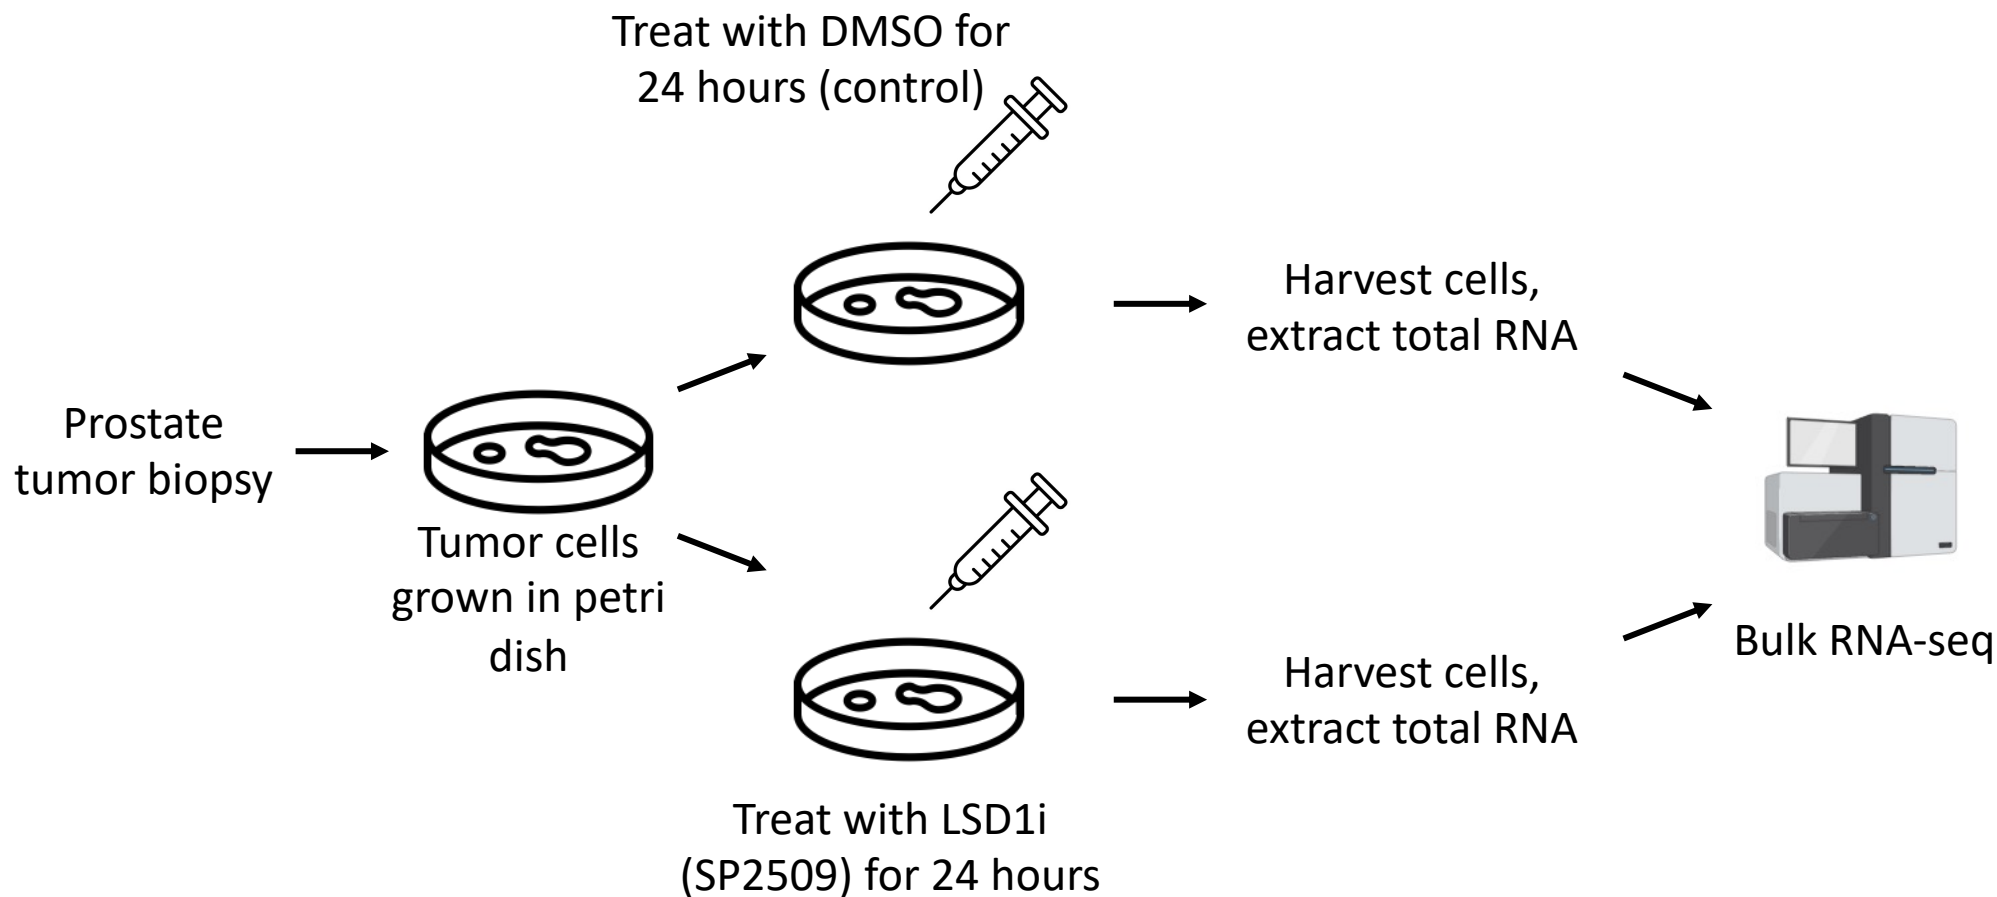 Treat with DMSO for
24 hours (control)
Prostate
tumor biopsy
Tumor cells
grown in petri
dish
Harvest cells,
extract total RNA
Bulk RNA-seq
Harvest cells,
extract total RNA
Treat with LSD1i
(SP2509) for 24 hours